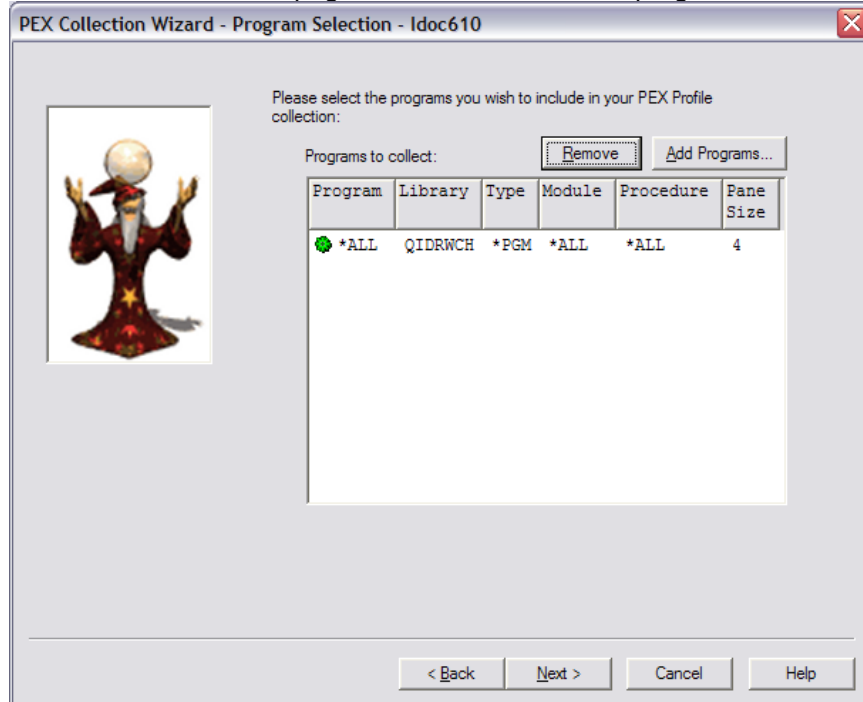 PEX Collection Wizard - Program Selection - Idoc610
Please select the programs you wish to include in your PEX Profile
collection:
Programs to collect:
Remove
Add Programs...
Program Library Type Module Procedure Pane
Size
*ALL QIDRWCH *PGM *ALL *ALL 4
< Back
Next >
Cancel
Help